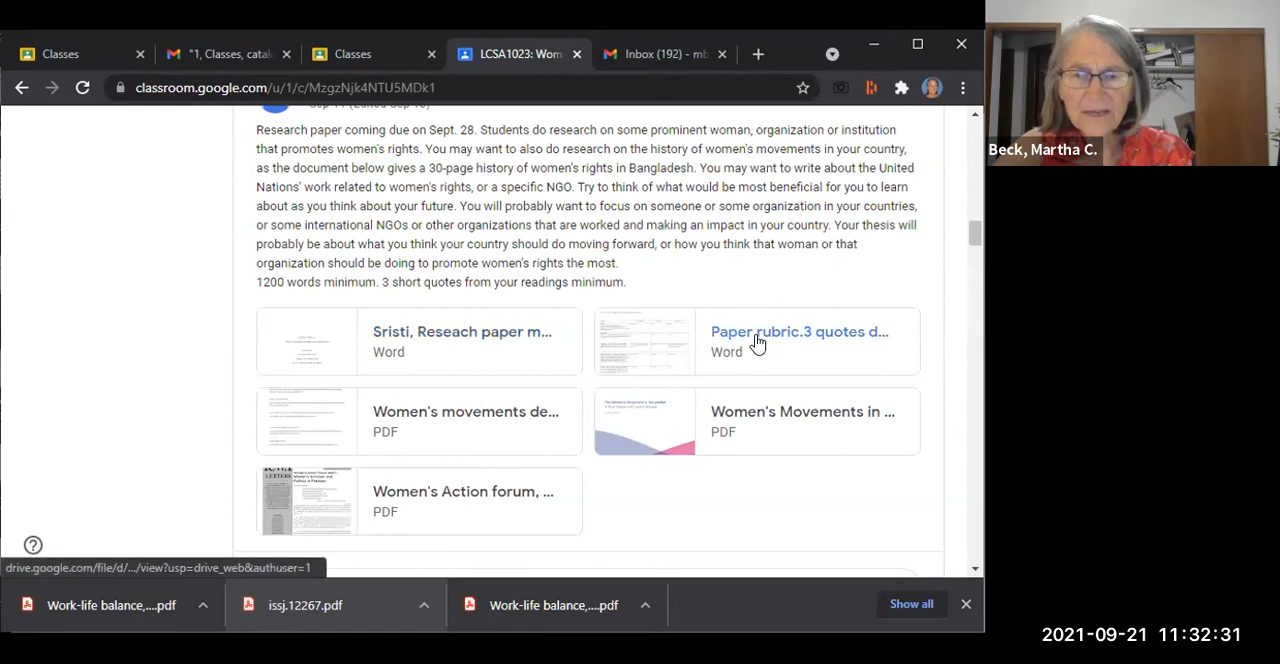 Classes
"1, Classes, catal
Classes
LCSA1023: Wom
Inbox (192) - mb
classroom.google.com/u/1/c/MzgzNjk4NTU5MDk1
Research paper coming due on Sept. 28. Students do research on some prominent woman, organization or institution
that promotes women's rights. You may want to also do research on the history of women's movements in your country,
as the document below gives a 30-page history of women's rights in Bangladesh. You may want to write about the United
Nations' work related to women's rights, or a specific NGO. Try to think of what would be most beneficial for you to learn
about as you think about your future. You will probably want to focus on someone or some organization in your countries,
or some international NGOs or other organizations that are worked and making an impact in your country. Your thesis will
probably be about what you think your country should do moving forward, or how you think that woman or that
organization should be doing to promote women's rights the most.
1200 words minimum. 3 short quotes from your readings minimum.
Sristi, Reseach paper m...
Word
Paper rubric.3 quotes d...
Word
Women's movements de...
PDF
Women's Movements in ...
PDF
Women's Action forum, ...
PDF
drive.google.com/file/d/.../view?usp=drive_web&authuser=1
Work-life balance,....pdf
issj.12267.pdf
Work-life balance,....pdf
Show all
Beck, Martha C.
2021-09-21 11:32:31